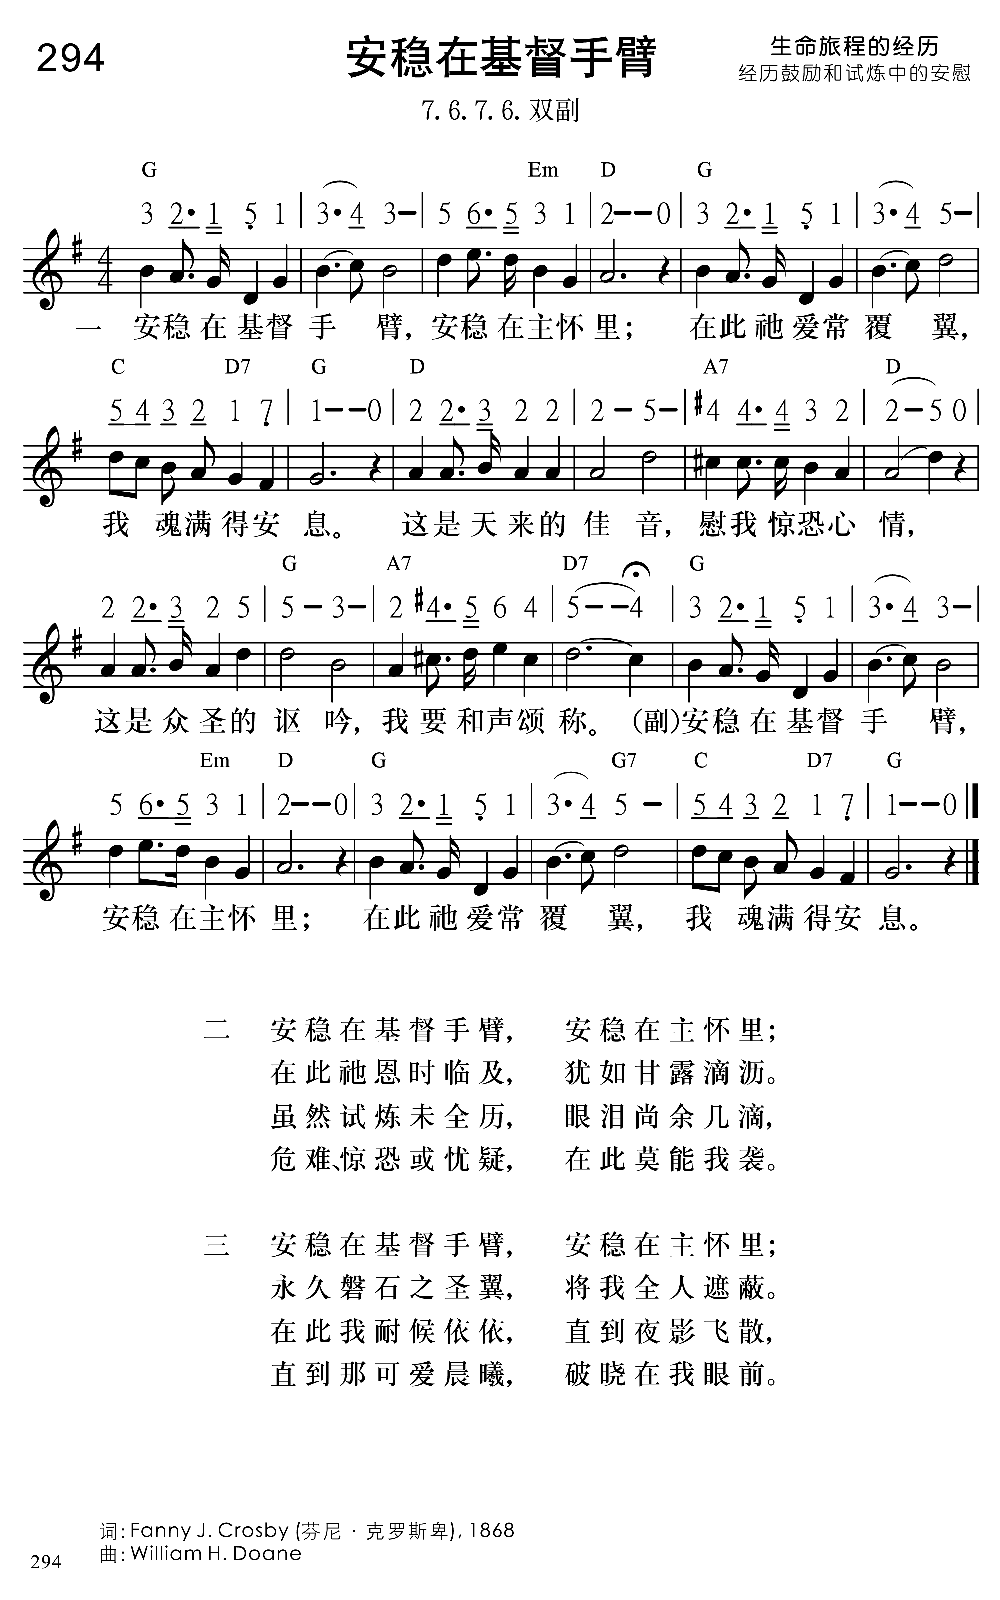 294
安稳在基督手臂
生命旅程的经历
经历鼓励和试炼中的安慰
7. 6. 7. 6. 双副
G Em D G
3 2• 1 5 1 | 3• 4 3– | 5 6• 5 3 1 | 2––0 | 3 2• 1 5 1 | 3• 4 5–
4 4
一 安稳在基督手 臂，安稳在主怀里； 在此祂爱常覆 翼，
C D7 G D A7 D
5 4 3 2 1 7 | 1––0 | 2 2• 3 2 2 | 2– 5– | #4 4• 4 3 2 | 2–5 0
我 魂满得安息。 这是天来的佳 音，慰我惊恐心情，
G A7 D7 G
2 2• 3 2 5 | 5– 3– | 2 #4• 5 6 4 | 5––4 | 3 2• 1 5 1 | 3• 4 3–
这是众圣的讴 吟，我要和声颂称。(副)安稳在基督手 臂，
Em D G G7 C D7 G
5 6• 5 3 1 | 2––0 | 3 2• 1 5 1 | 3• 4 5 – | 5 4 3 2 1 7 | 1––0
安稳在主怀里； 在此祂爱常覆 翼， 我 魂满得安息。
二 安稳在基督手臂， 安稳在主怀里；
在此祂恩时临及， 犹如甘露滴沥。
虽然试炼未全历， 眼泪尚余几滴，
危难、惊恐或忧疑， 在此莫能我袭。
三 安稳在基督手臂， 安稳在主怀里；
永久磐石之圣翼， 将我全人遮蔽。
在此我耐候依依， 直到夜影飞散，
直到那可爱晨曦， 破晓在我眼前。
词: Fanny J. Crosby (芬尼 · 克罗斯卑), 1868
曲: William H. Doane
294